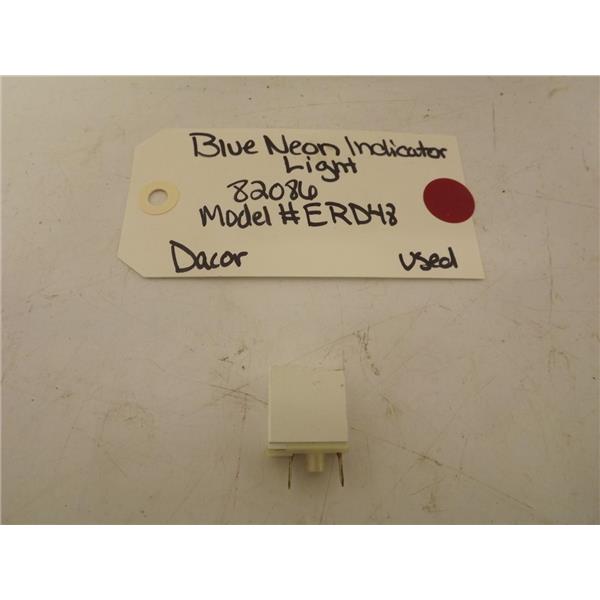 Blue Neon Indicator
Light
82086
Model # ERD48
Dacor used